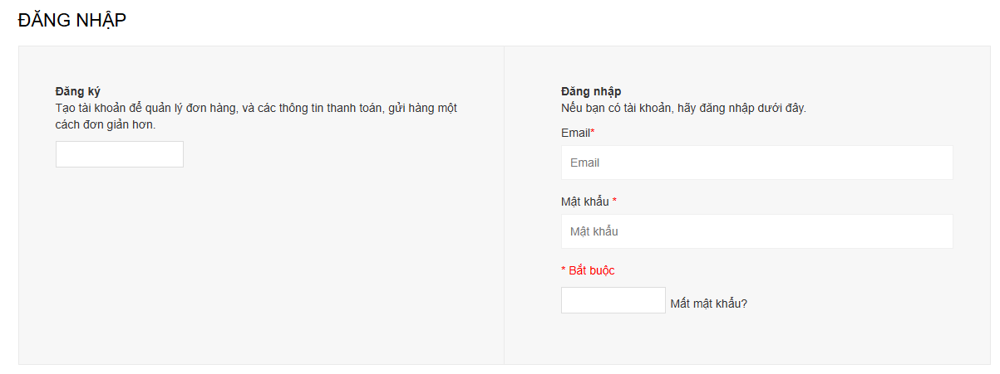 ĐĂNG NHẬP
Đăng ký
Tạo tài khoản để quản lý đơn hàng, và các thông tin thanh toán, gửi hàng một
cách đơn giản hơn.
Đăng nhập
Nếu bạn có tài khoản, hãy đăng nhập dưới đây.
Email*
Email
Mật khẩu *
Mật khẩu
* Bắt buộc
Mất mật khẩu?